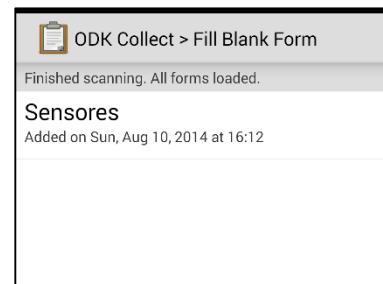 ODK Collect > Fill Blank Form
Finished scanning. All forms loaded.
Sensores
Added on Sun, Aug 10, 2014 at 16:12